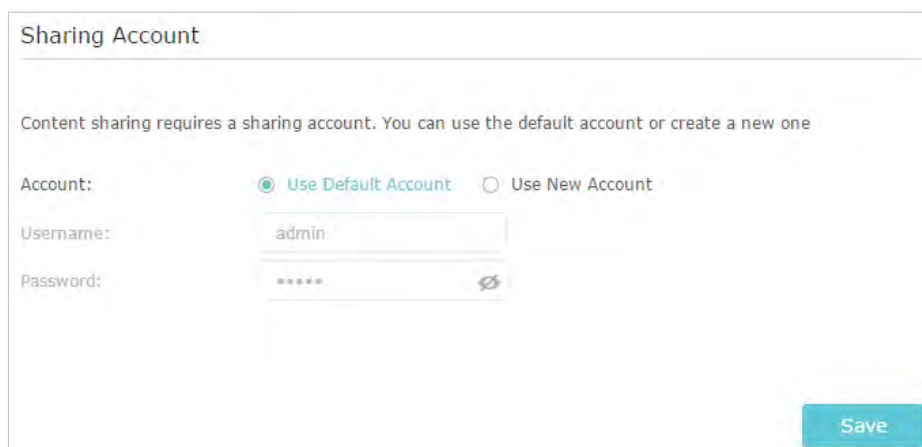 Sharing Account
Content sharing requires a sharing account. You can use the default account or create a new one
Account: Use Default Account Use New Account
Username: admin
Password: •••••
Save